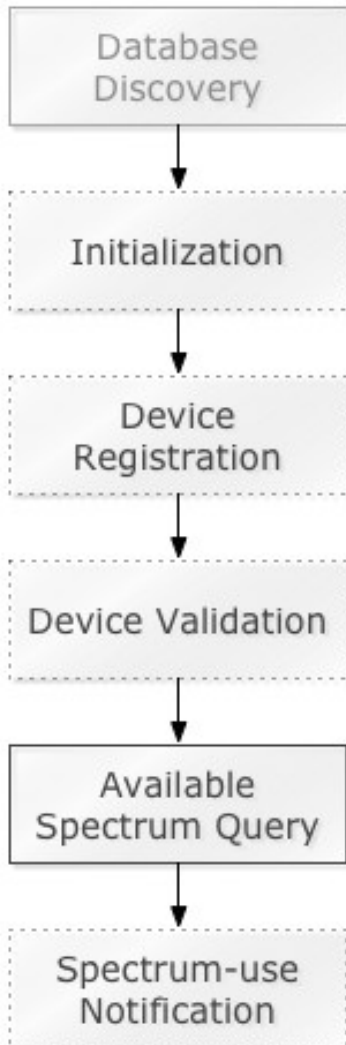 Database
Discovery
Initialization
Device
Registration
Device Validation
Available
Spectrum Query
Spectrum-use
Notification